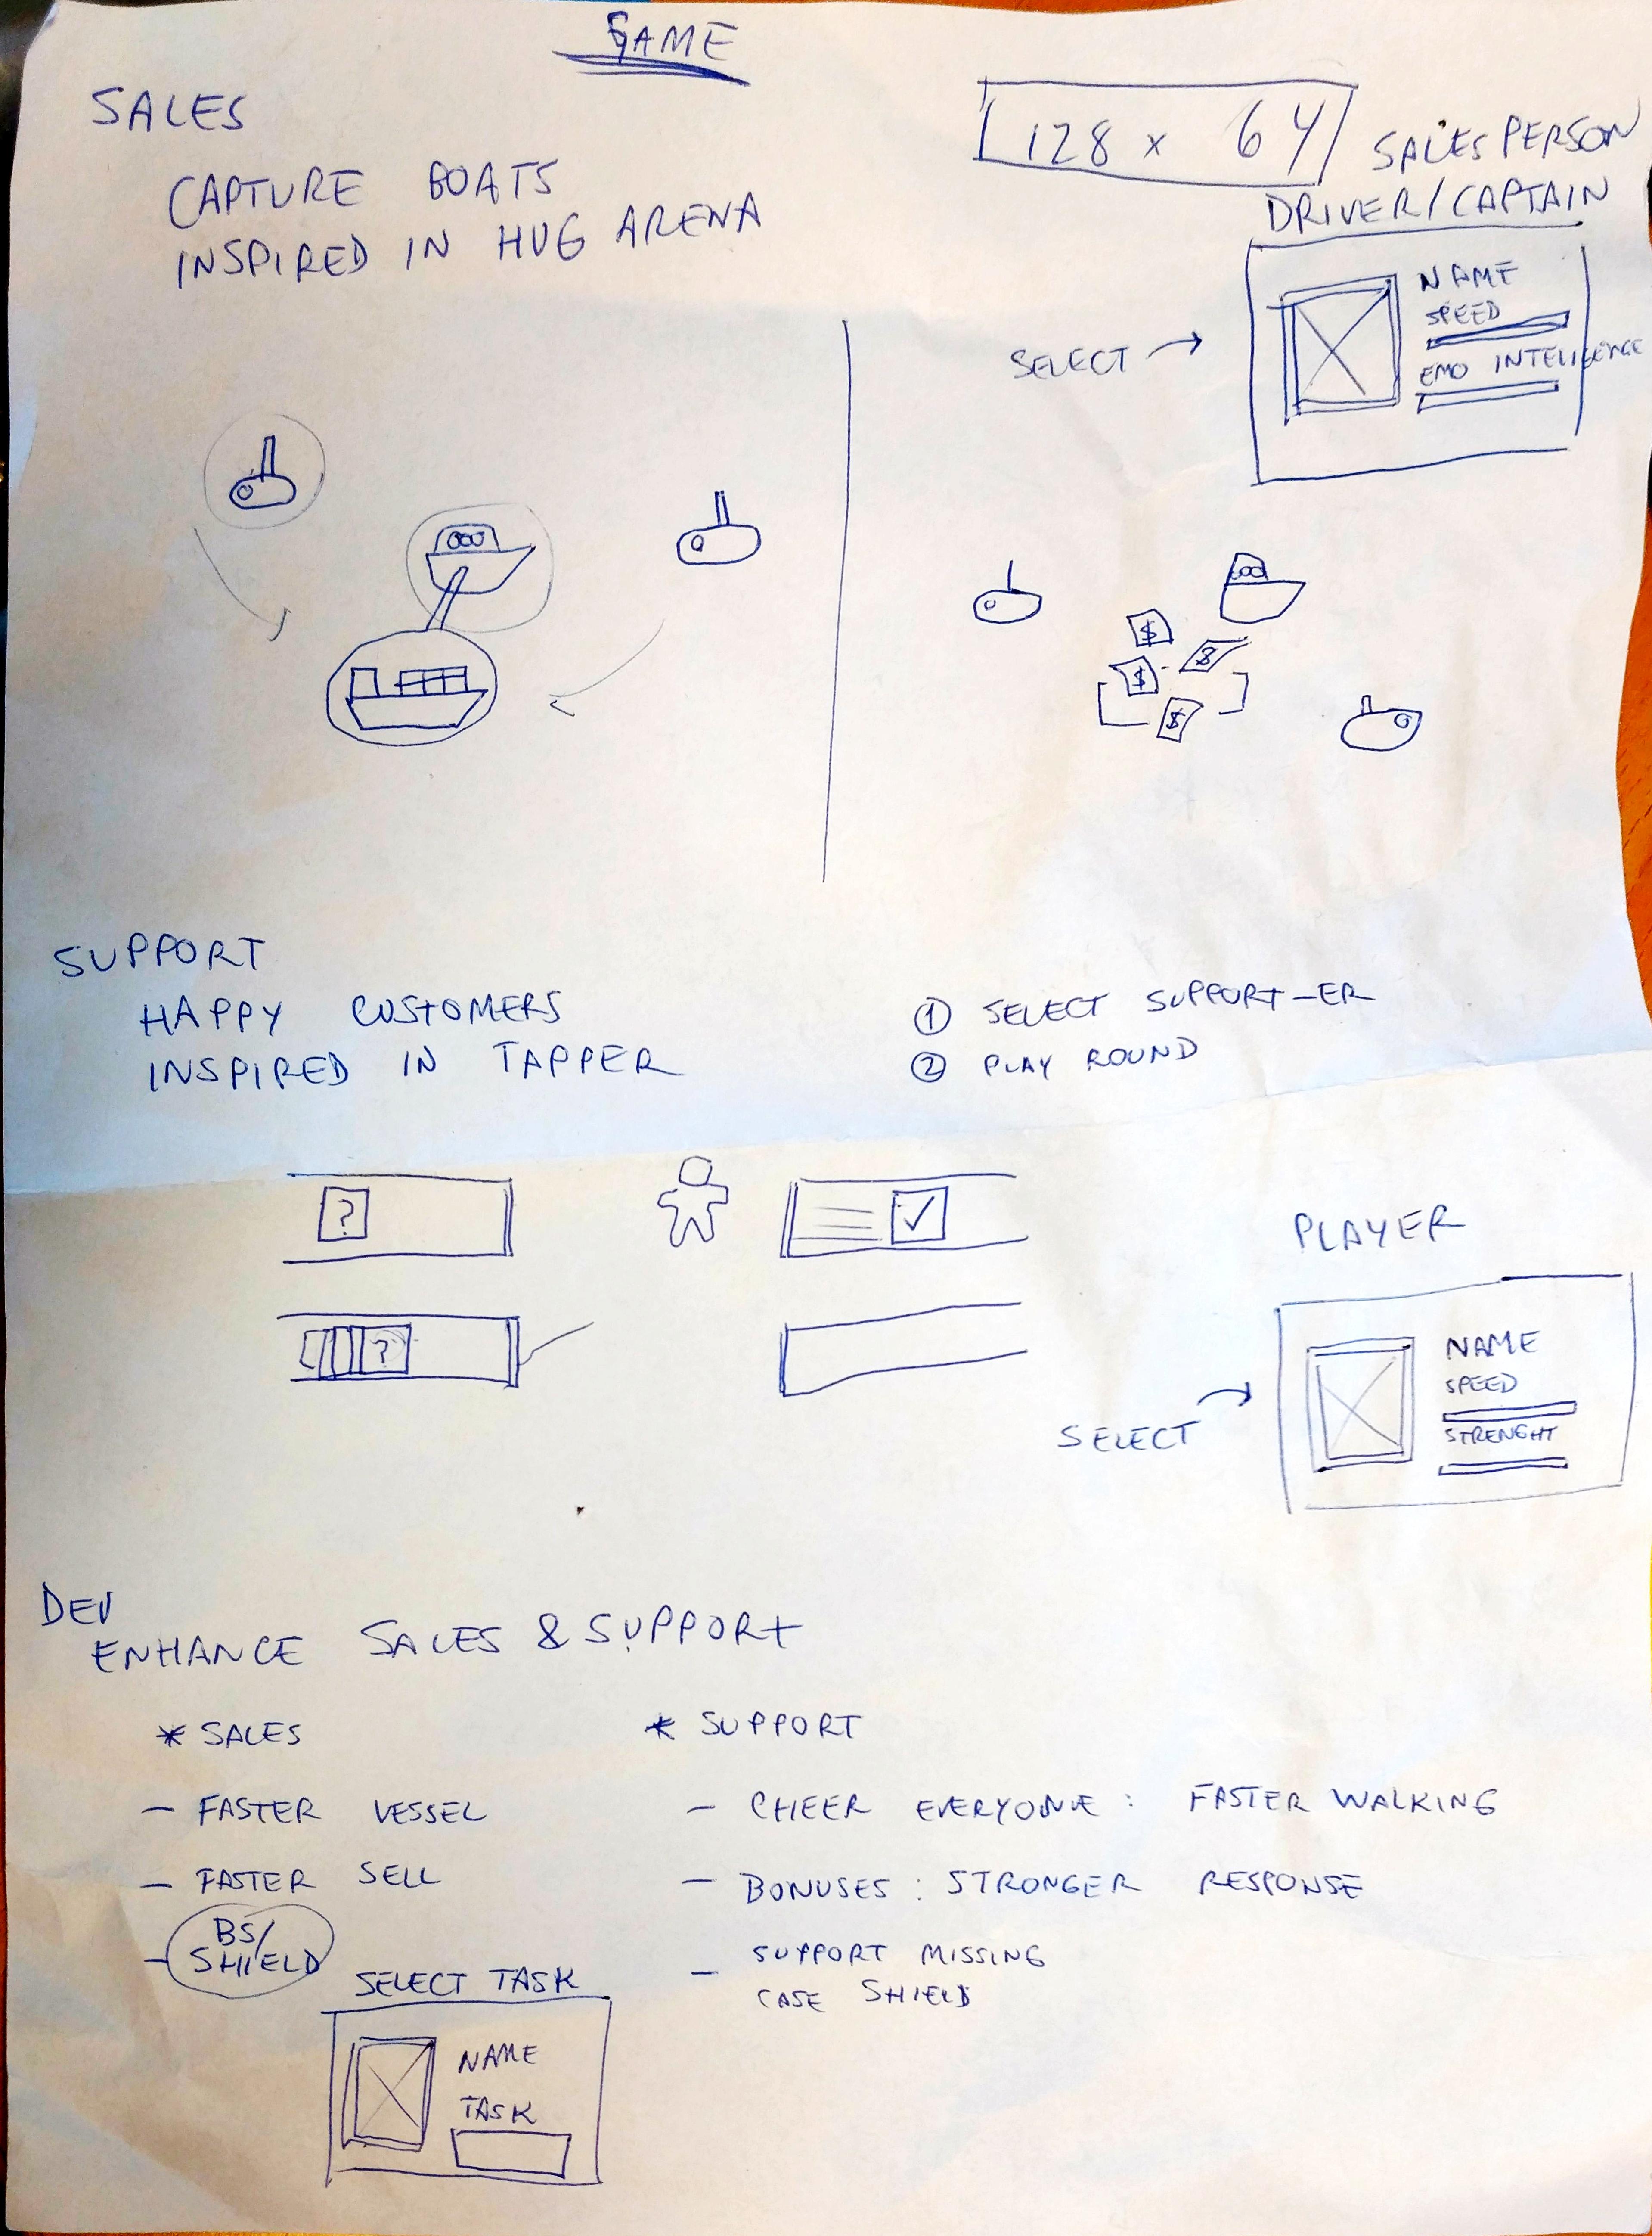 GAME
SALES
128 x 64
CAPTURE BOATS
INSPIRED IN HUG ARENA
SALES PERSON
DRIVER/CAPTAIN
SELECT
NAME
SPEED
EMO INTELIGENCE
$
$
$
$
SUPPORT
HAPPY CUSTOMERS
INSPIRED IN TAPPER
1 SELECT SUPPORT-ER
2 PLAY ROUND
?
?
PLAYER
SELECT
NAME
SPEED
STRENGHT
DEV
ENHANCE SALES & SUPPORT
* SALES
- FASTER VESSEL
- FASTER SELL
- BS/
SHIELD
* SUPPORT
- CHEER EVERYONE: FASTER WALKING
- BONUSES: STRONGER RESPONSE
- SUPPORT MISSING
CASE SHIELD
SELECT TASK
NAME
TASK